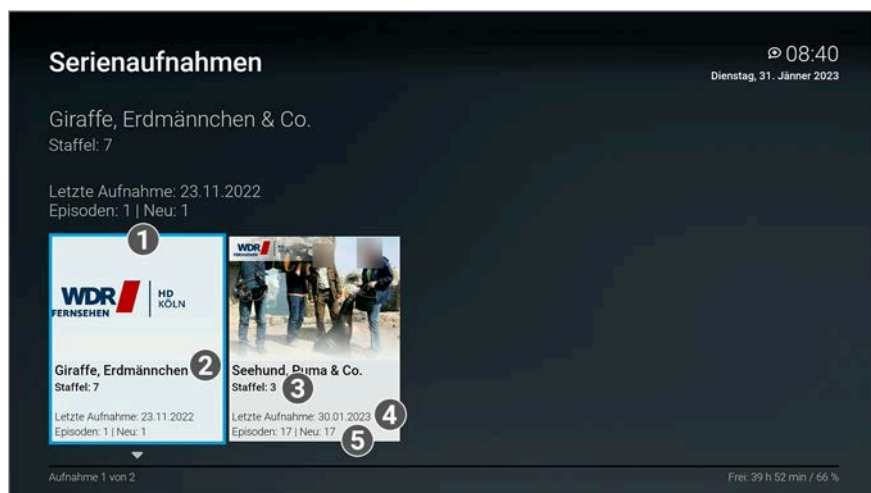 Serienaufnahmen
08:40
Dienstag, 31. Jänner 2023
Giraffe, Erdmännchen & Co.
Staffel: 7
Letzte Aufnahme: 23.11.2022
Episoden: 1 | Neu: 1
1
WDR
FERNSEHEN
HD
KÖLN
Giraffe, Erdmännchen 2
Staffel: 7
Letzte Aufnahme: 23.11.2022
Episoden: 1 | Neu: 1
WDR
FERNSEHEN
Seehund, Puma & Co.
Staffel: 3 3
Letzte Aufnahme: 30.01.2023 4
Episoden: 17 | Neu: 17 5
Aufnahme 1 von 2
Frei: 39 h 52 min / 66 %